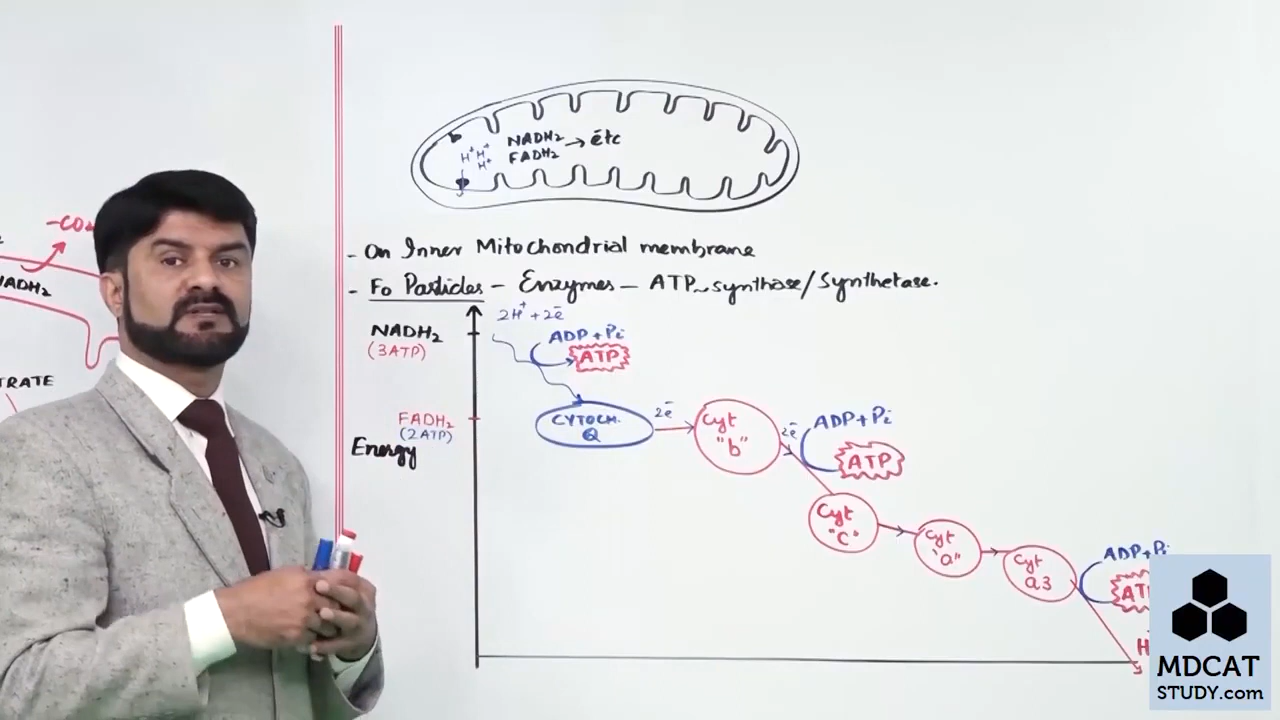 -CO
NADH2
TRATE
NADH2 → etc
FADH2
H+ H+
H+
- On Inner Mitochondrial membrane
- Fo Particles - Enzymes - ATP synthase/Synthetase.
2H+ + 2e-
NADH2
(3ATP)
ADP+Pi
ATP
FADH2
(2ATP)
Energy
CYTOCH.
Q
2e-
Cyt
"b"
2e-
ADP+Pi
ATP
Cyt
"C"
Cyt
"a"
Cyt
a3
ADP+Pi
AT
H
MDCAT
STUDY.com